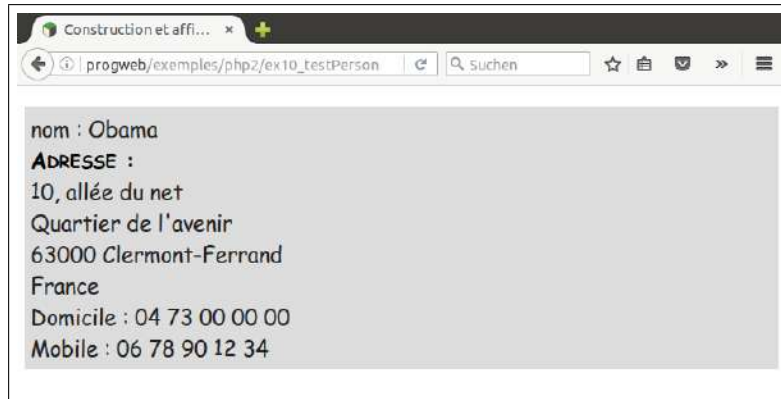 Construction et affi... ×
progweb/exemples/php2/ex10_testPerson
Suchen
nom : Obama
ADRESSE :
10, allée du net
Quartier de l'avenir
63000 Clermont-Ferrand
France
Domicile : 04 73 00 00 00
Mobile : 06 78 90 12 34